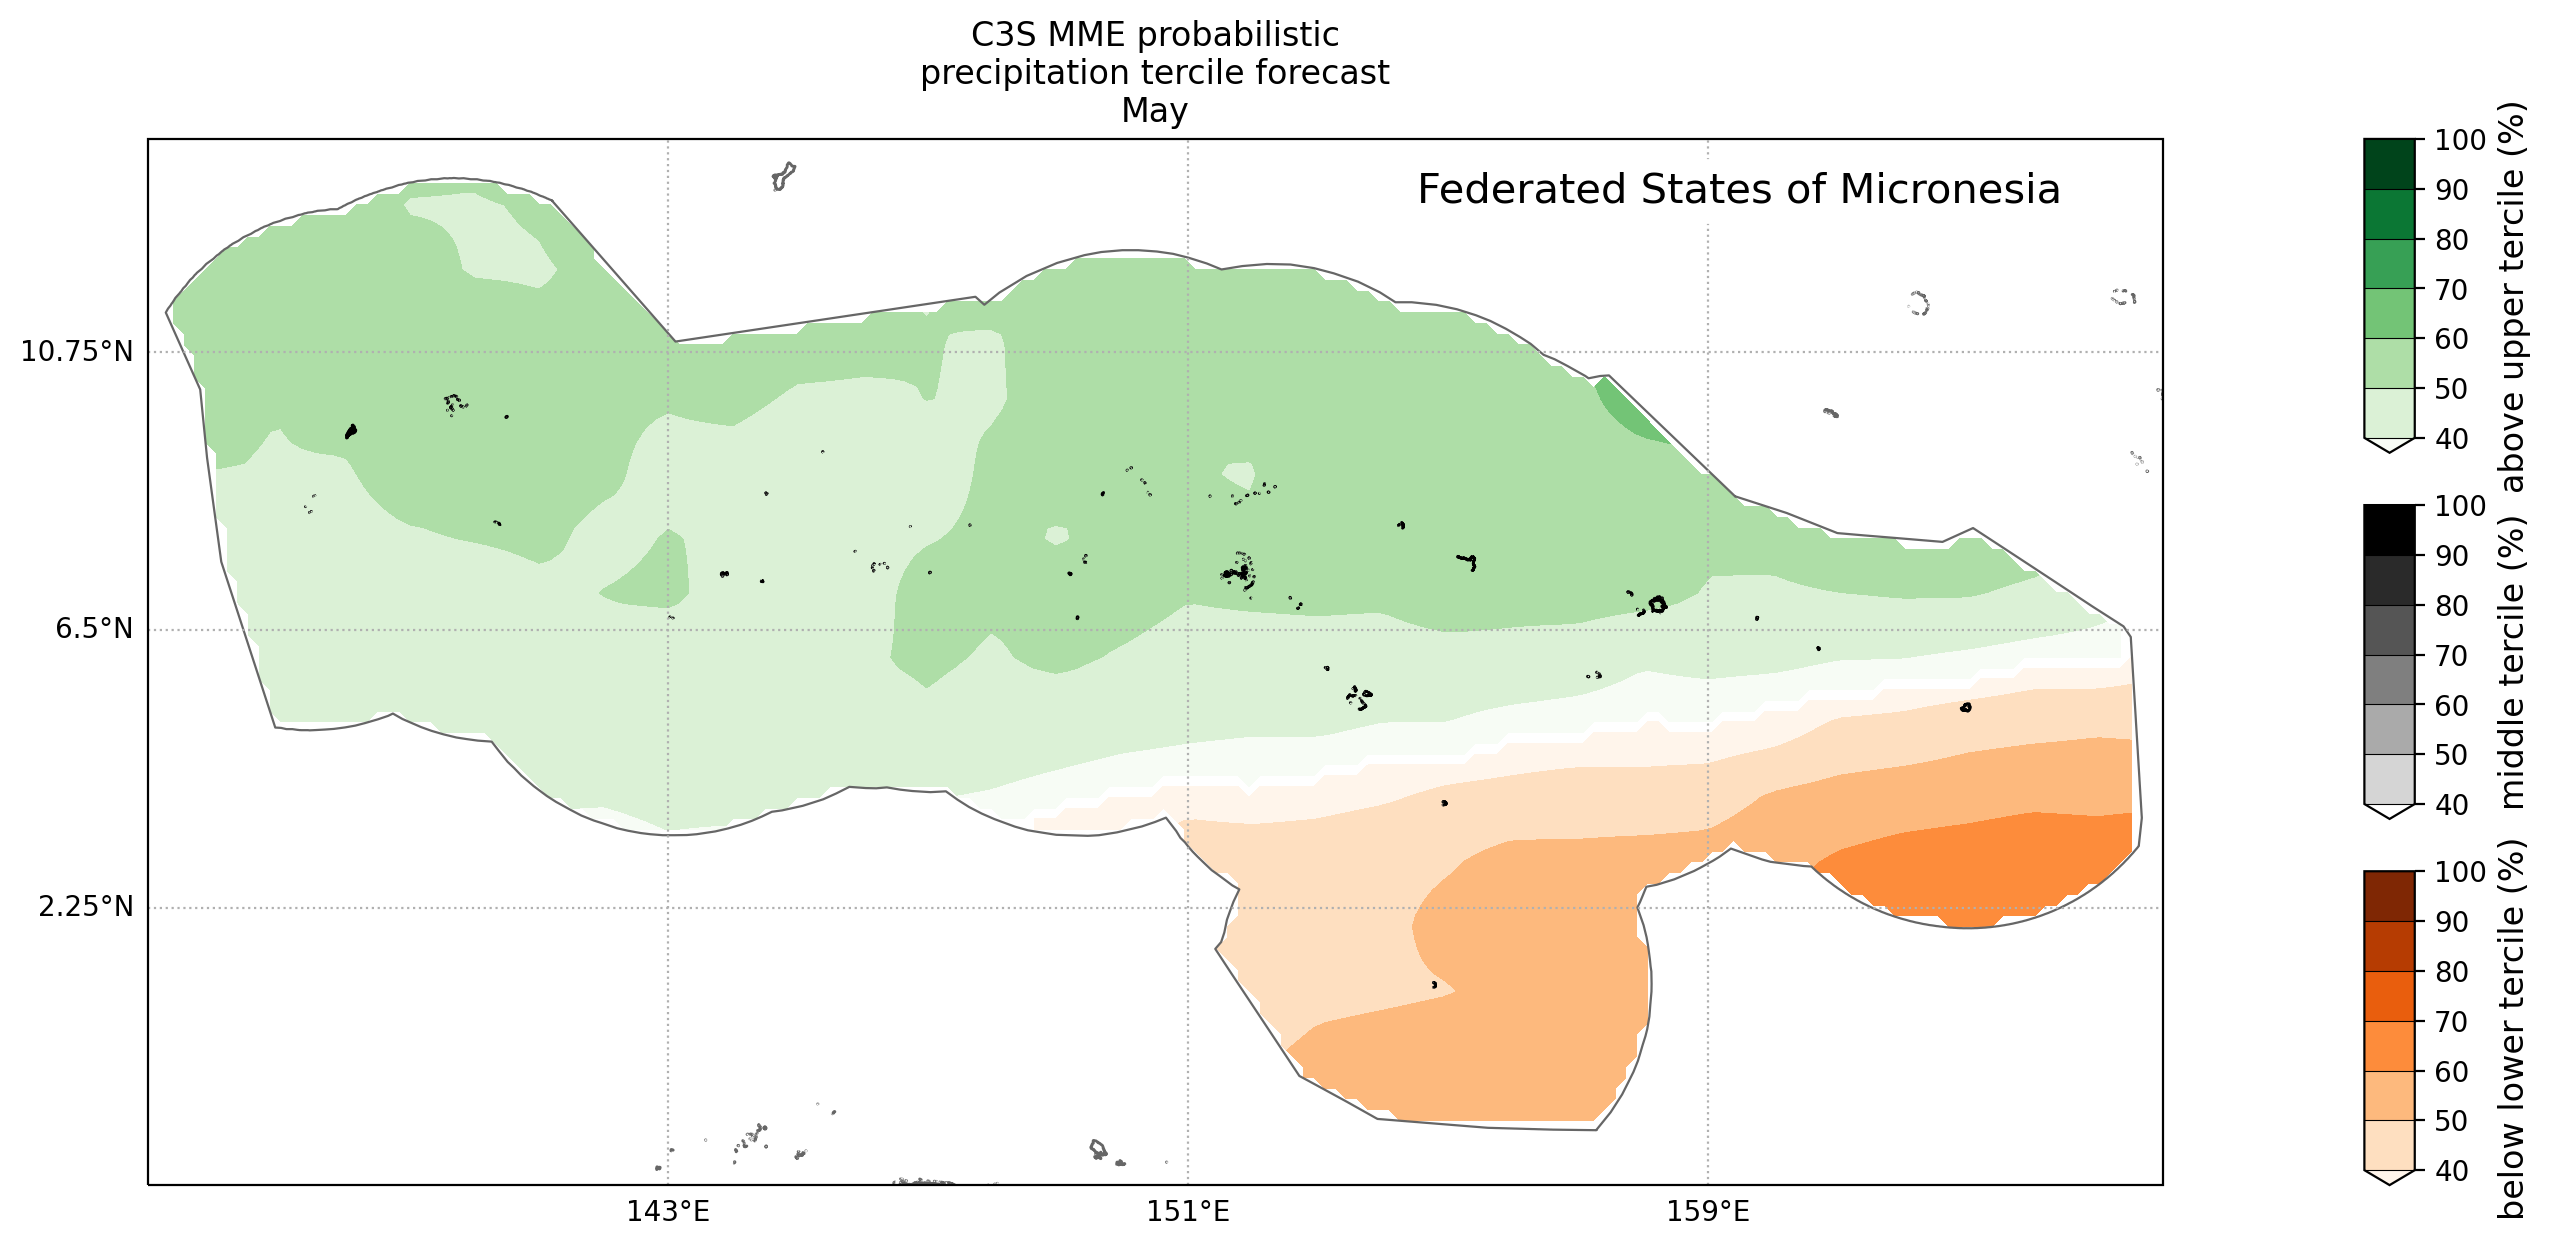 C3S MME probabilistic
precipitation tercile forecast
May
Federated States of Micronesia
10.75°N
6.5°N
2.25°N
143°E
151°E
159°E
100
90
80
70
60
50
40
above upper tercile (%)
100
90
80
70
60
50
40
middle tercile (%)
100
90
80
70
60
50
40
below lower tercile (%)